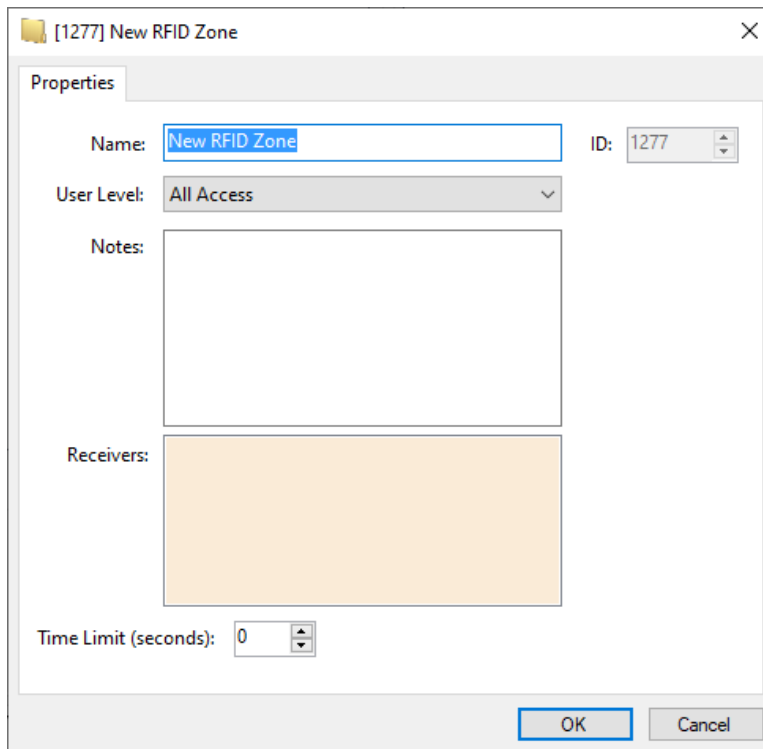 [1277] New RFID Zone
Properties
Name: New RFID Zone ID: 1277
User Level: All Access
Notes:
Receivers:
Time Limit (seconds): 0
OK Cancel